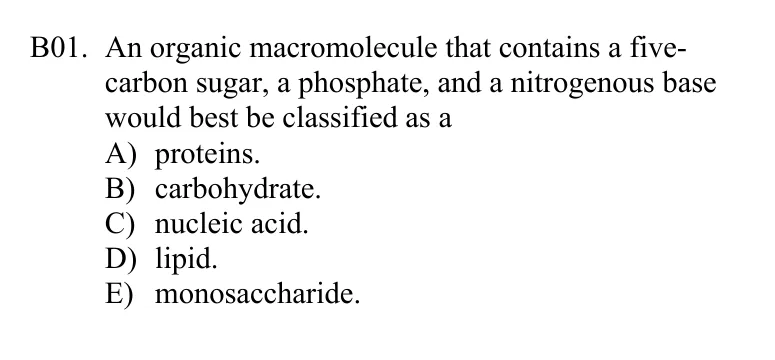 B01. An organic macromolecule that contains a five-
carbon sugar, a phosphate, and a nitrogenous base
would best be classified as a
A) proteins.
B) carbohydrate.
C) nucleic acid.
D) lipid.
E) monosaccharide.